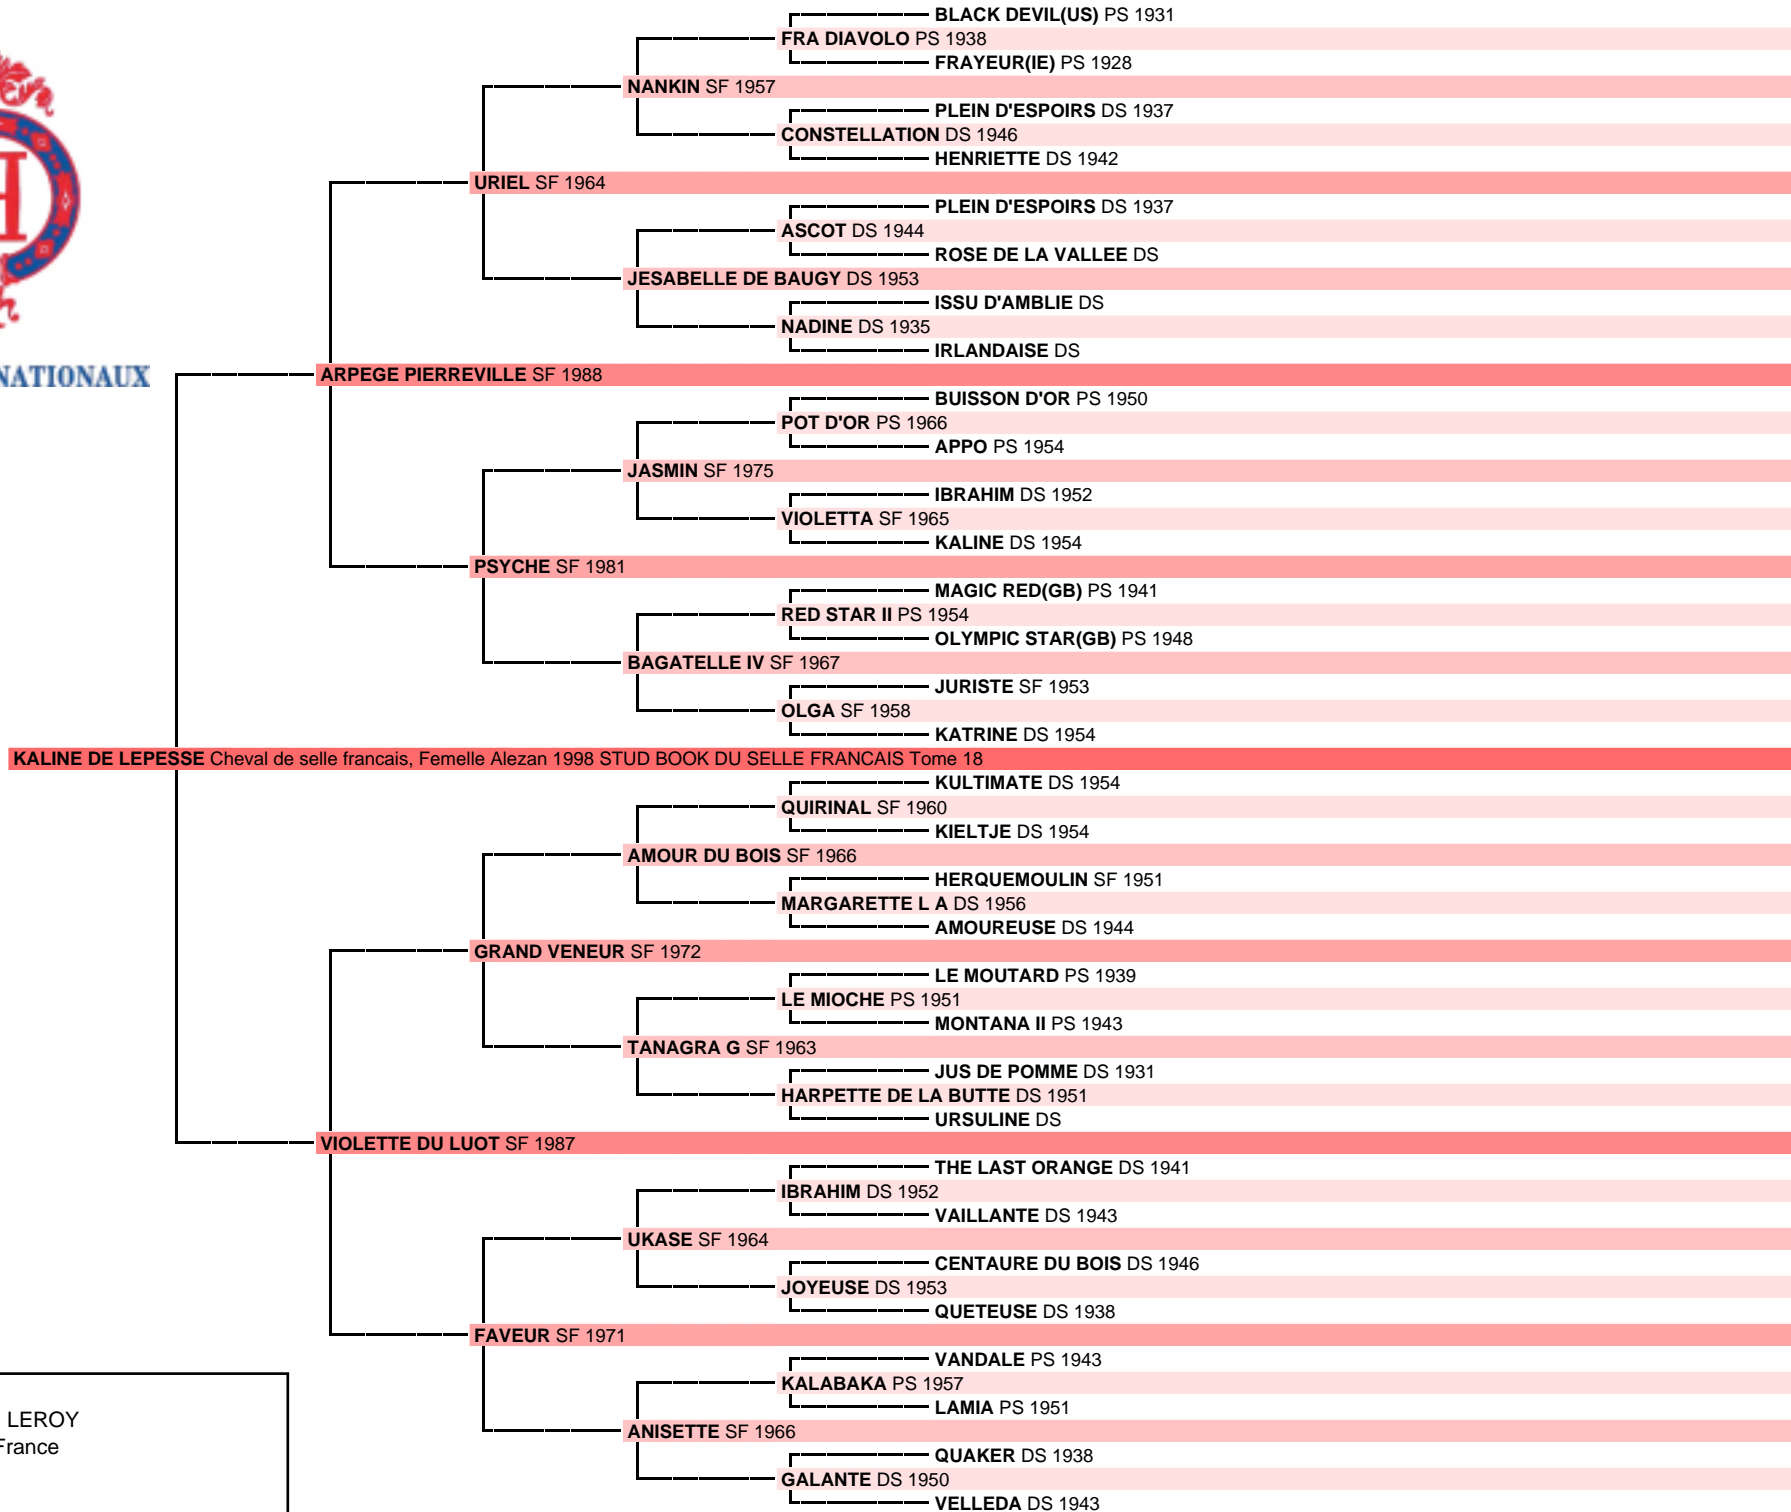 BLACK DEVIL(US) PS 1931
FRA DIAVOLO PS 1938
FRAYEUR(IE) PS 1928
NANKIN SF 1957
PLEIN D'ESPOIRS DS 1937
CONSTELLATION DS 1946
HENRIETTE DS 1942
URIEL SF 1964
PLEIN D'ESPOIRS DS 1937
ASCOT DS 1944
ROSE DE LA VALLEE DS
JESABELLE DE BAUGY DS 1953
ISSU D'AMBLIE DS
NADINE DS 1935
IRLANDAISE DS
NATIONAUX
ARPEGE PIERREVILLE SF 1988
BUISSON D'OR PS 1950
POT D'OR PS 1966
APPO PS 1954
JASMIN SF 1975
IBRAHIM DS 1952
VIOLETTA SF 1965
KALINE DS 1954
PSYCHE SF 1981
MAGIC RED(GB) PS 1941
RED STAR II PS 1954
OLYMPIC STAR(GB) PS 1948
BAGATELLE IV SF 1967
JURISTE SF 1953
OLGA SF 1958
KATRINE DS 1954
KALINE DE LEPESSE Cheval de selle francais, Femelle Alezan 1998 STUD BOOK DU SELLE FRANCAIS Tome 18
KULTIMATE DS 1954
QUIRINAL SF 1960
KIELTJE DS 1954
AMOUR DU BOIS SF 1966
HERQUEMOULIN SF 1951
MARGARETTE L A DS 1956
AMOUREUSE DS 1944
GRAND VENEUR SF 1972
LE MOUTARD PS 1939
LE MIOCHE PS 1951
MONTANA II PS 1943
TANAGRA G SF 1963
JUS DE POMME DS 1931
HARPETTE DE LA BUTTE DS 1951
URSULINE DS
VIOLETTE DU LUOT SF 1987
THE LAST ORANGE DS 1941
IBRAHIM DS 1952
VAILLANTE DS 1943
UKASE SF 1964
CENTAURE DU BOIS DS 1946
JOYEUSE DS 1953
QUETEUSE DS 1938
FAVEUR SF 1971
VANDALE PS 1943
KALABAKA PS 1957
LAMIA PS 1951
ANISETTE SF 1966
QUAKER DS 1938
GALANTE DS 1950
VELLEDA DS 1943
LEROY
France